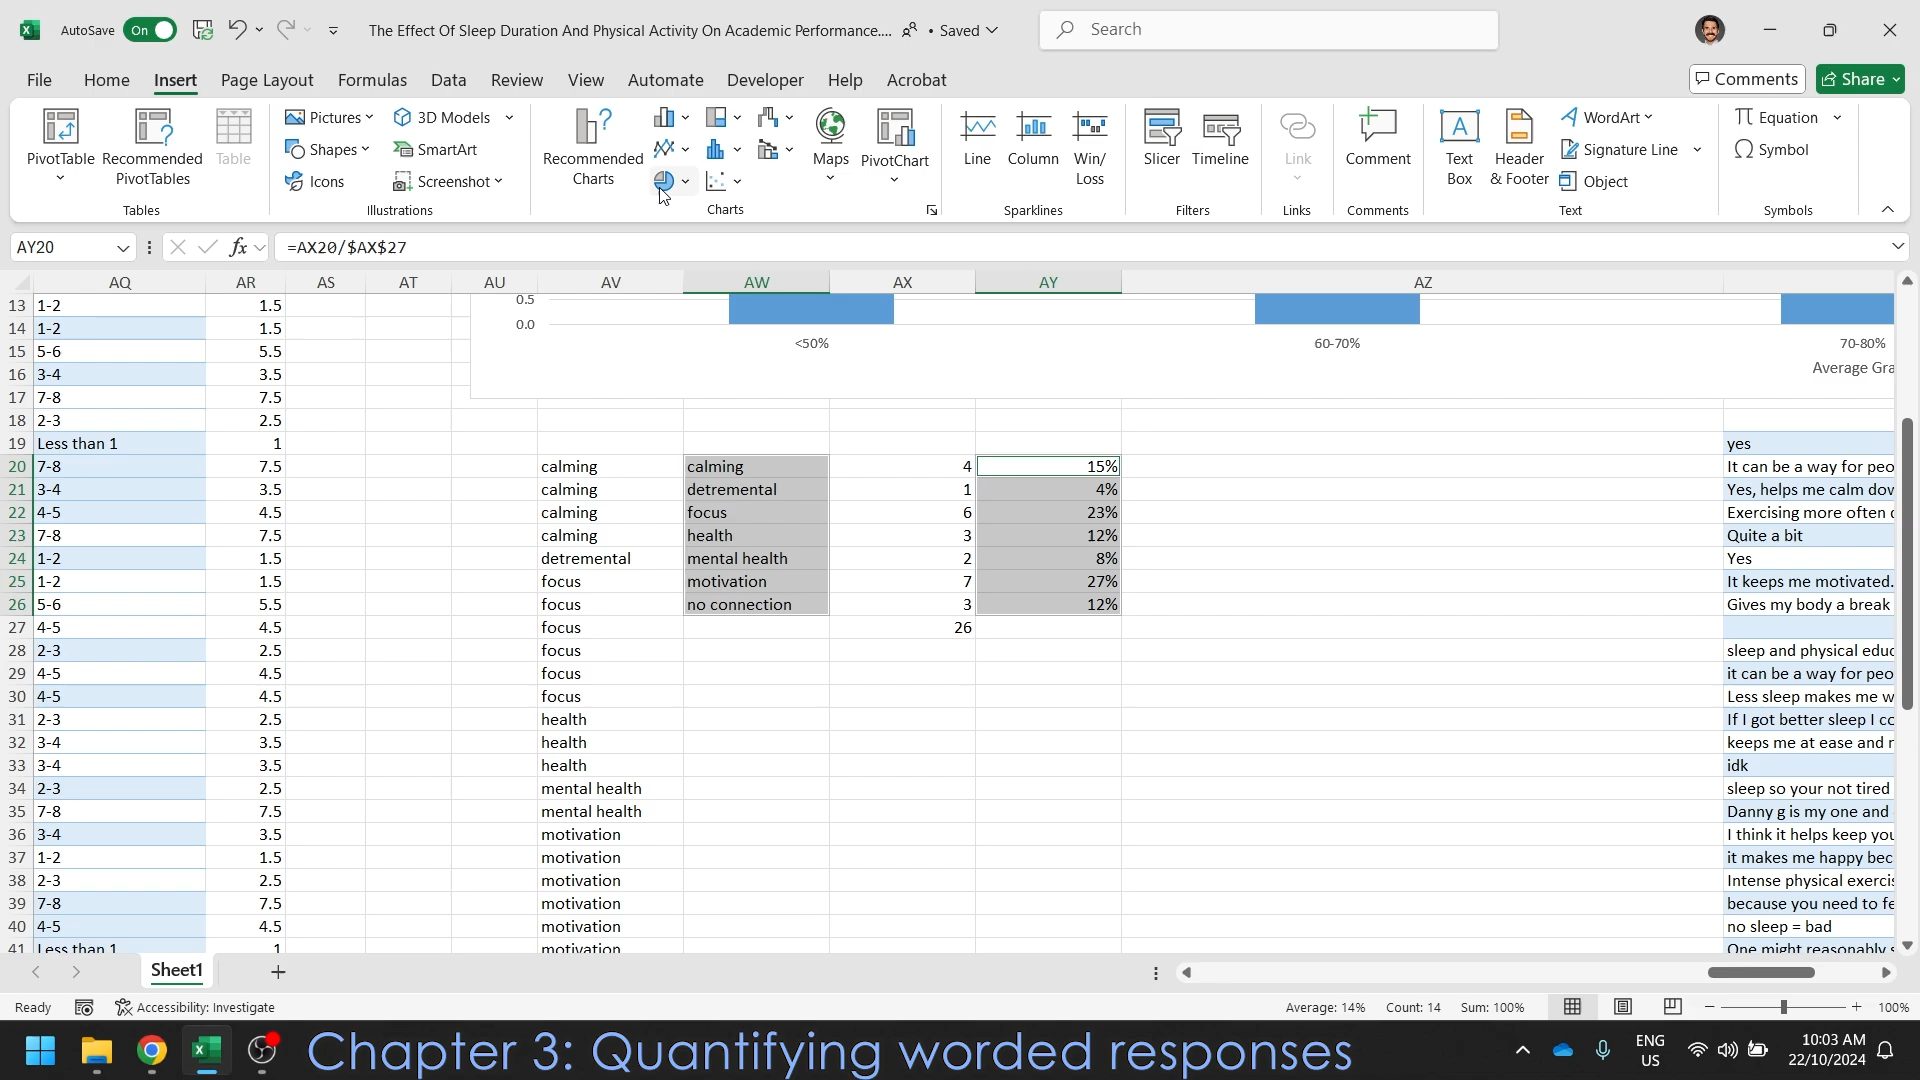 AutoSave On The Effect Of Sleep Duration And Physical Activity On Academic Performance.... • Saved Search
File Home Insert Page Layout Formulas Data Review View Automate Developer Help Acrobat Comments Share
PivotTable Recommended PivotTables Table
Tables
Pictures 3D Models
Shapes SmartArt
Icons Screenshot
Illustrations
Recommended Charts Maps PivotChart
Charts
Line Column Win/Loss
Sparklines
Slicer Timeline
Filters
Link
Links
Comment
Comments
Text Box Header & Footer WordArt
Signature Line
Object
Text
Equation
Symbol
Symbols
AY20 fx =AX20/$AX$27
AQ AR AS AT AU AV AW AX AY AZ
13 1-2 1.5 0.5
14 1-2 1.5 0.0
15 5-6 5.5 <50% 60-70% 70-80%
16 3-4 3.5 Average Gra
17 7-8 7.5
18 2-3 2.5
19 Less than 1 1 yes
20 7-8 7.5 calming calming 4 15% It can be a way for peo
21 3-4 3.5 calming detremental 1 4% Yes, helps me calm dow
22 4-5 4.5 calming focus 6 23% Exercising more often
23 7-8 7.5 calming health 3 12% Quite a bit
24 1-2 1.5 detremental mental health 2 8% Yes
25 1-2 1.5 focus motivation 7 27% It keeps me motivated.
26 5-6 5.5 focus no connection 3 12% Gives my body a break
27 4-5 4.5 focus 26
28 2-3 2.5 focus sleep and physical educ
29 4-5 4.5 focus it can be a way for peo
30 4-5 4.5 focus Less sleep makes me w
31 2-3 2.5 health If I got better sleep I co
32 3-4 3.5 health keeps me at ease and
33 3-4 3.5 health idk
34 2-3 2.5 mental health sleep so your not tired
35 7-8 7.5 mental health Danny g is my one and
36 3-4 3.5 motivation I think it helps keep you
37 1-2 1.5 motivation it makes me happy bec
38 2-3 2.5 motivation Intense physical exercis
39 7-8 7.5 motivation because you need to fe
40 4-5 4.5 motivation no sleep = bad
41 Less than 1 1 motivation One might reasonably s
Sheet1
Ready Accessibility: Investigate Average: 14% Count: 14 Sum: 100% 100%
Chapter 3: Quantifying worded responses
ENG
US
10:03 AM
22/10/2024